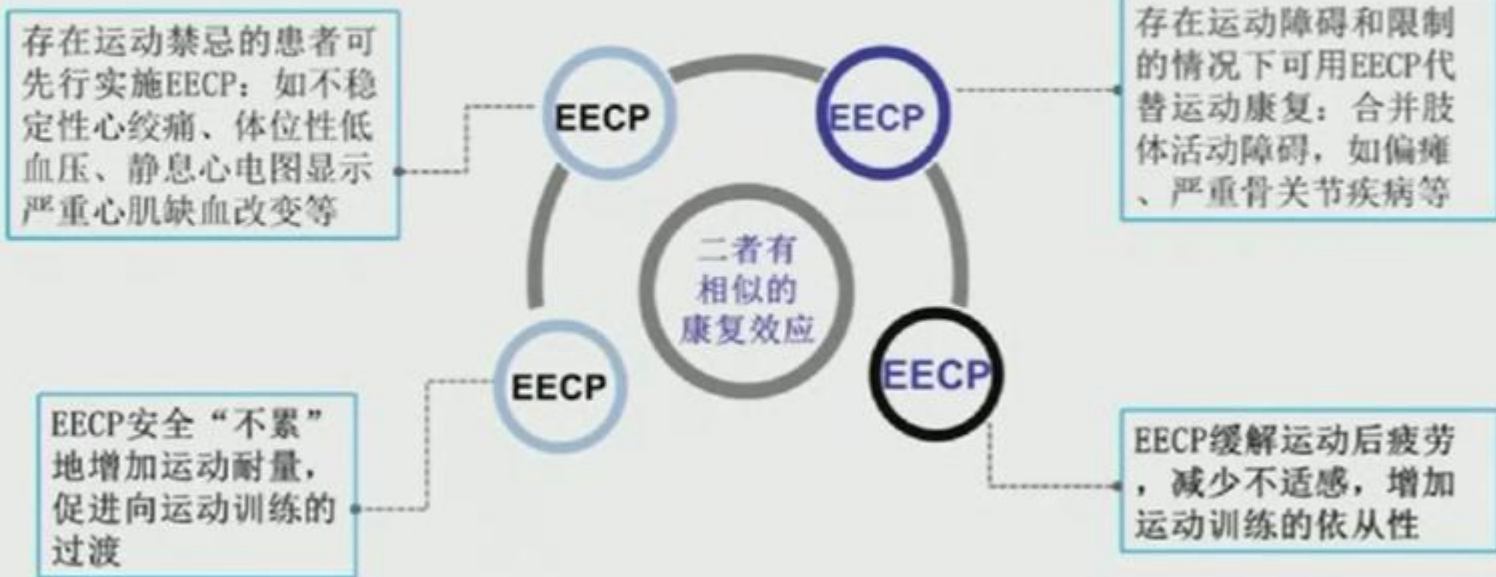 存在运动禁忌的患者可
先行实施EECP：如不稳
定性心绞痛、体位性低
血压、静息心电图显示
严重心肌缺血改变等
EECP
EECP
存在运动障碍和限制
的情况下可用EECP代
替运动康复：合并肢
体活动障碍，如偏瘫
、严重骨关节疾病等
二者有
相似的
康复效应
EECP
EECP
EECP安全“不累”
地增加运动耐量，
促进向运动训练的
过渡
EECP缓解运动后疲劳
，减少不适感，增加
运动训练的依从性